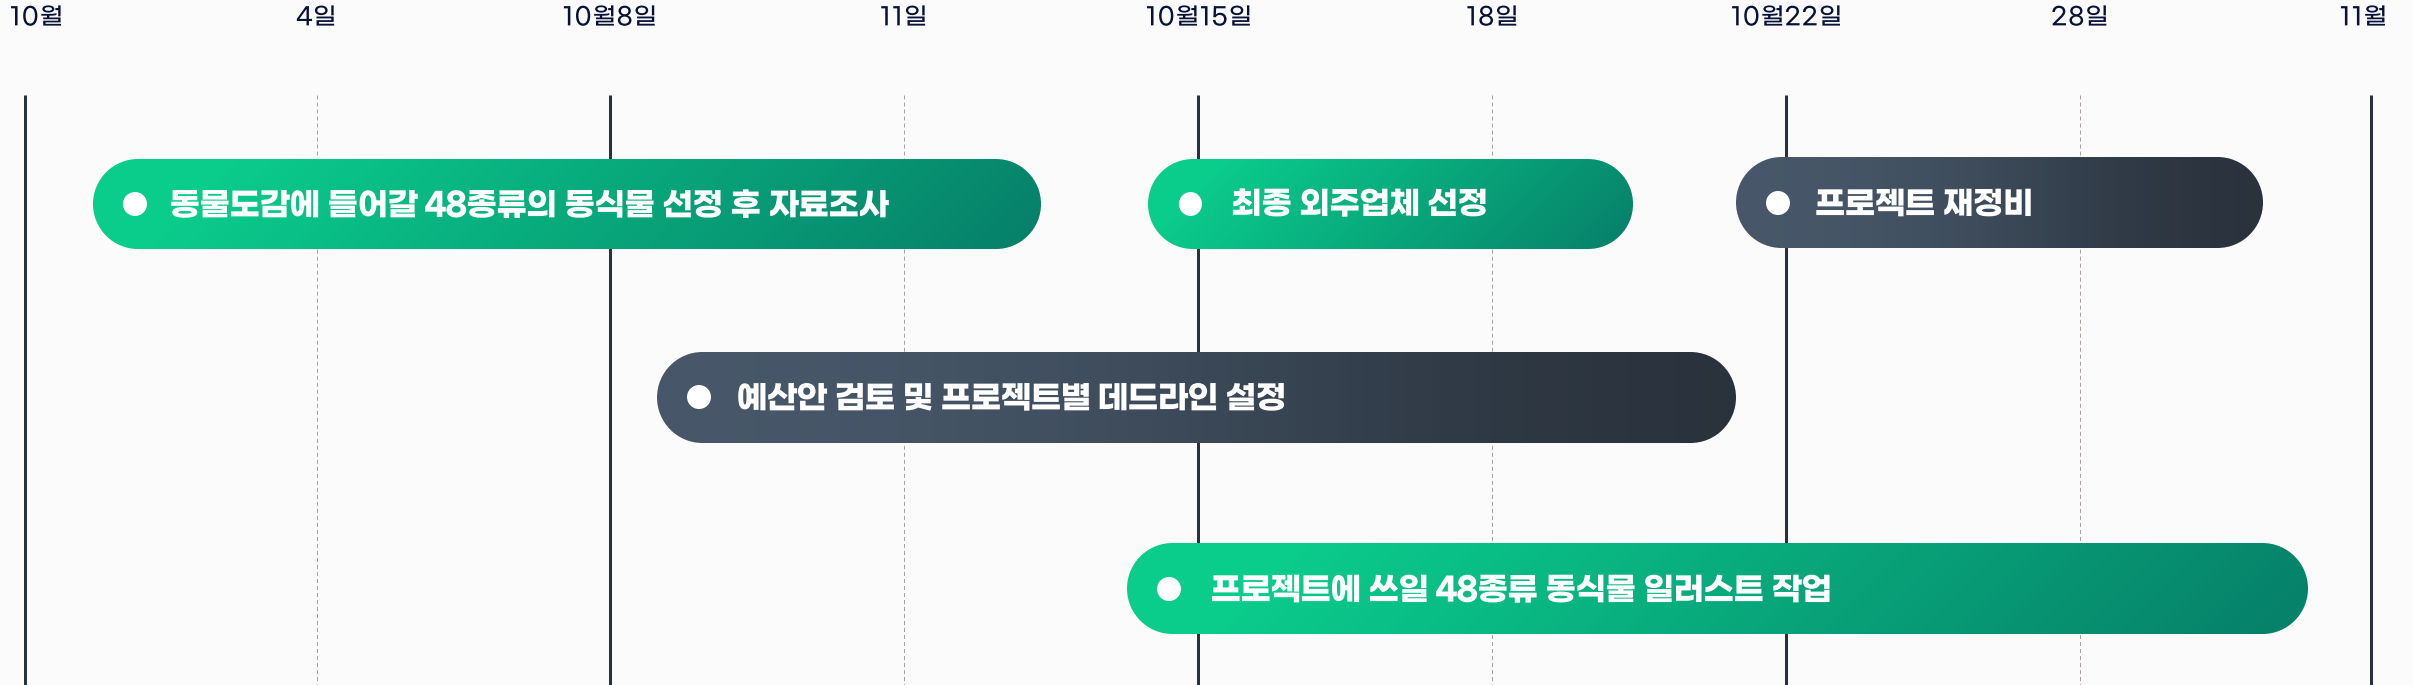 10월
4일
10월8일
11일
10월15일
18일
10월22일
28일
11월
동물도감에 들어갈 48종류의 동식물 선정 후 자료조사
최종 외주업체 선정
프로젝트 재정비
예산안 검토 및 프로젝트별 데드라인 설정
프로젝트에 쓰일 48종류 동식물 일러스트 작업